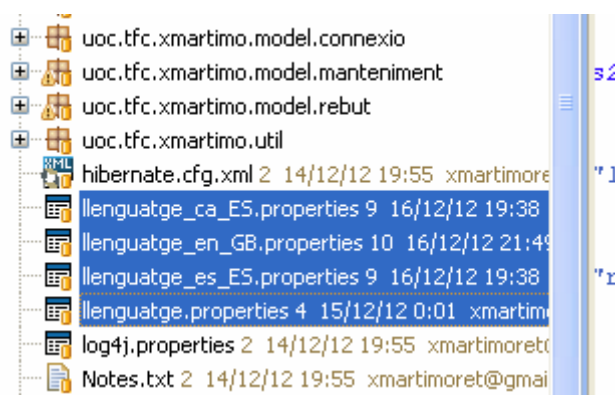 uoc.tfc.xmartimo.model.connexio
uoc.tfc.xmartimo.model.manteniment
uoc.tfc.xmartimo.model.rebut
uoc.tfc.xmartimo.util
hibernate.cfg.xml 2 14/12/12 19:55 xmartimore
llenguatge_ca_ES.properties 9 16/12/12 19:38
llenguatge_en_GB.properties 10 16/12/12 21:49
llenguatge_es_ES.properties 9 16/12/12 19:38
llenguatge.properties 4 15/12/12 0:01 xmartim
log4j.properties 2 14/12/12 19:55 xmartimoret
Notes.txt 2 14/12/12 19:55 xmartimoret@gmai